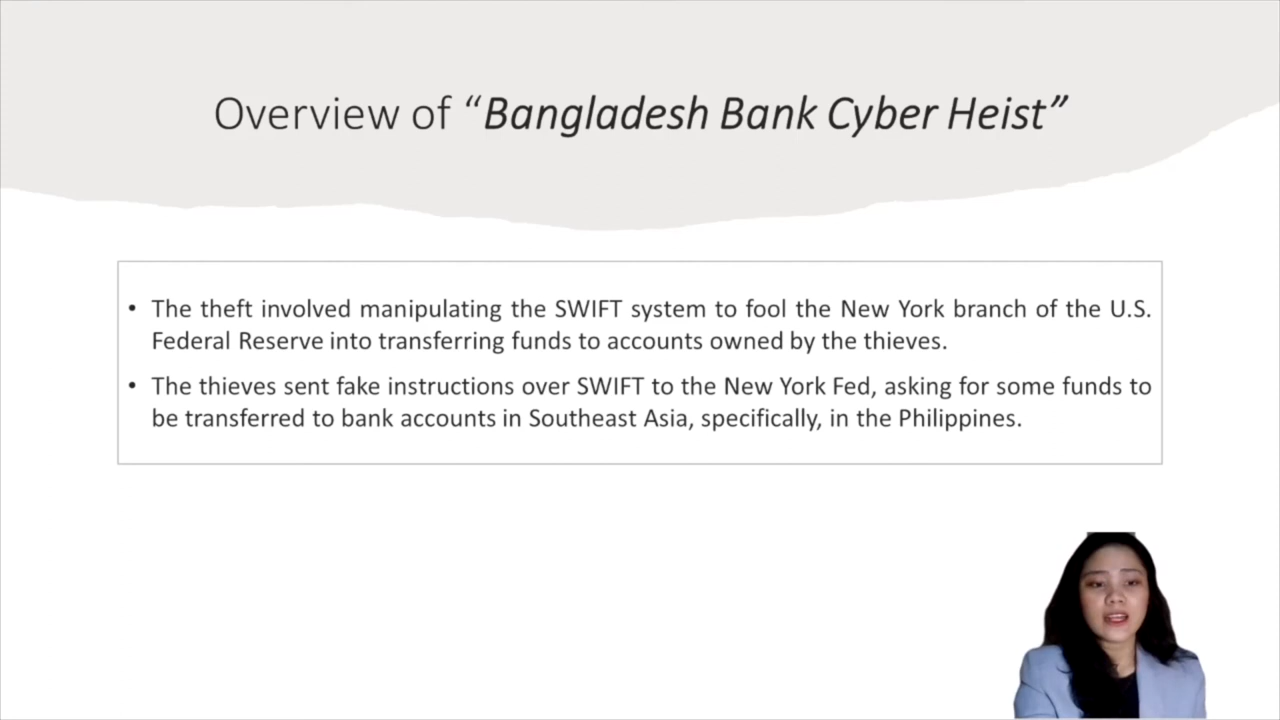 Overview of “Bangladesh Bank Cyber Heist”
• The theft involved manipulating the SWIFT system to fool the New York branch of the U.S.
Federal Reserve into transferring funds to accounts owned by the thieves.
• The thieves sent fake instructions over SWIFT to the New York Fed, asking for some funds to
be transferred to bank accounts in Southeast Asia, specifically, in the Philippines.